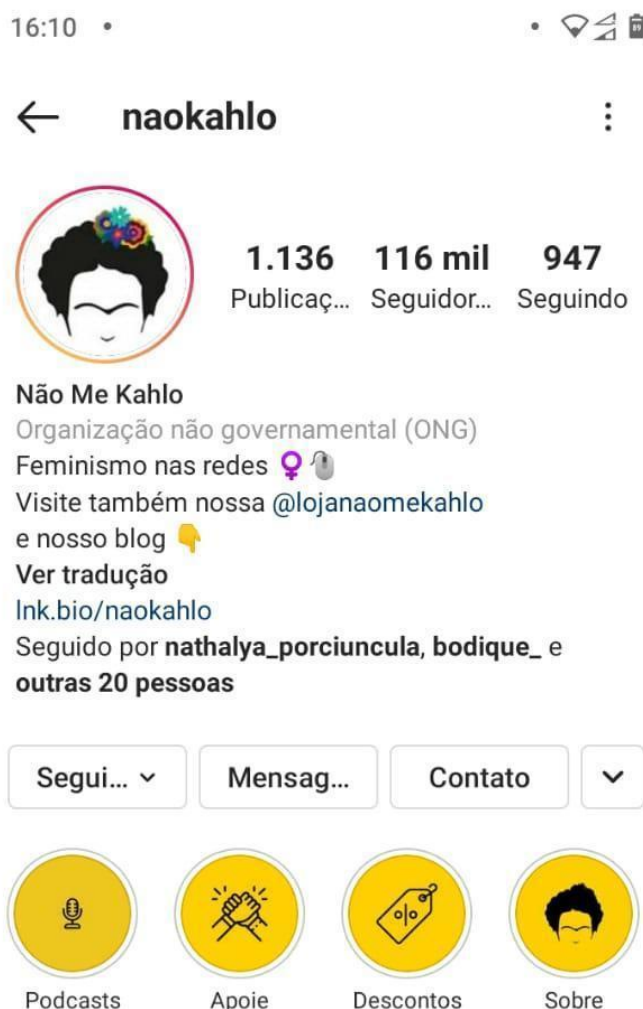 16:10
89
naokahlo
1.136 116 mil 947
Publicaç... Seguidor... Seguindo
Não Me Kahlo
Organização não governamental (ONG)
Feminismo nas redes
Visite também nossa @lojanaomekahlo
e nosso blog
Ver tradução
lnk.bio/naokahlo
Seguido por nathalya_porciuncula, bodique_ e
outras 20 pessoas
Segui... Mensag... Contato
Podcasts Apoie Descontos Sobre